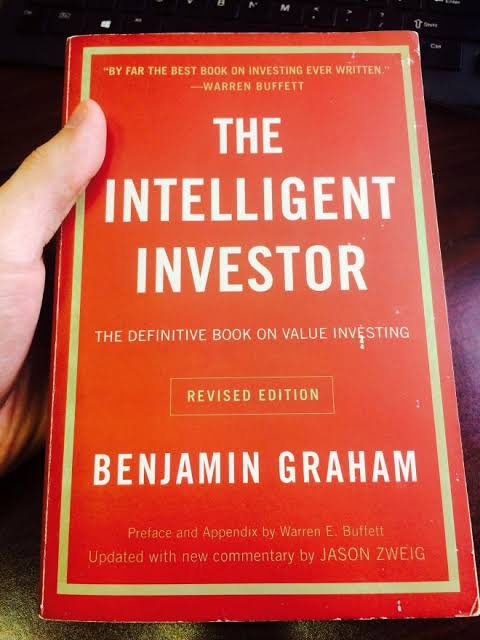 "BY FAR THE BEST BOOK ON INVESTING EVER WRITTEN."
—WARREN BUFFETT
THE
INTELLIGENT
INVESTOR
THE DEFINITIVE BOOK ON VALUE INVESTING
REVISED EDITION
BENJAMIN GRAHAM
Preface and Appendix by Warren E. Buffett
Updated with new commentary by JASON ZWEIG